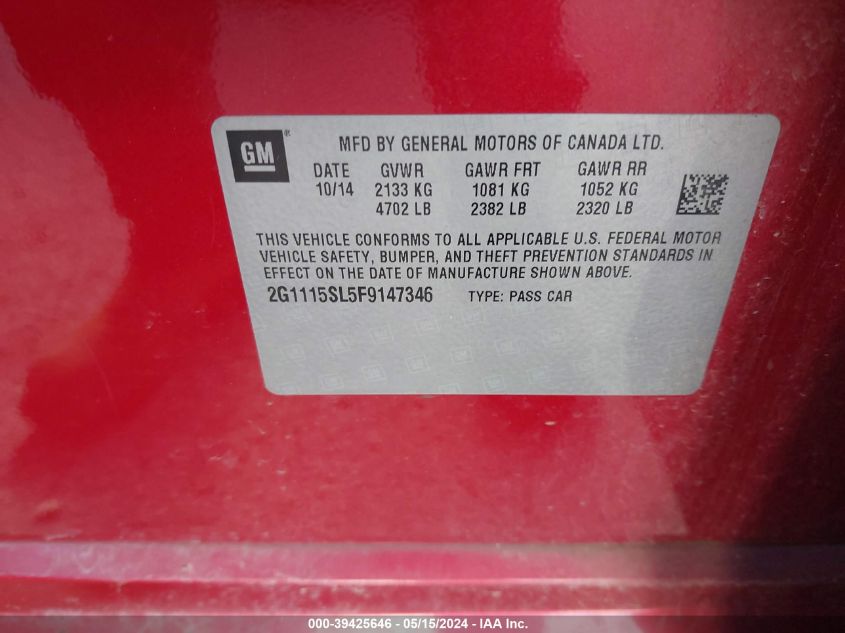 GM ®
MFD BY GENERAL MOTORS OF CANADA LTD.
DATE GVWR GAWR FRT GAWR RR
10/14 2133 KG 1081 KG 1052 KG
4702 LB 2382 LB 2320 LB
THIS VEHICLE CONFORMS TO ALL APPLICABLE U.S. FEDERAL MOTOR
VEHICLE SAFETY, BUMPER, AND THEFT PREVENTION STANDARDS IN
EFFECT ON THE DATE OF MANUFACTURE SHOWN ABOVE.
2G1115SL5F9147346 TYPE: PASS CAR
000-39425646 - 05/15/2024 - IAA Inc.